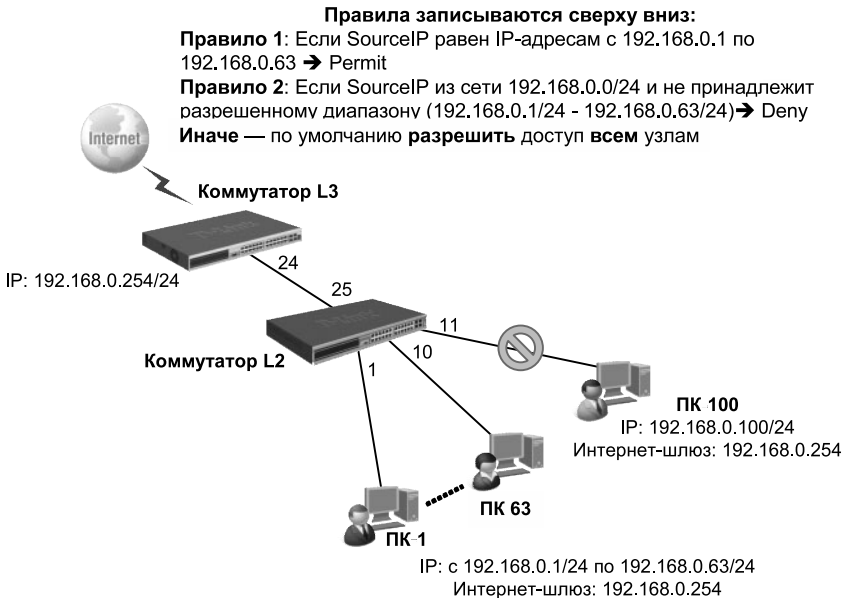 Правила записываются сверху вниз:
Правило 1: Если SourceIP равен IP-адресам с 192.168.0.1 по
192.168.0.63 ➔ Permit
Правило 2: Если SourceIP из сети 192.168.0.0/24 и не принадлежит
разрешенному диапазону (192.168.0.1/24 - 192.168.0.63/24)➔ Deny
Иначе — по умолчанию разрешить доступ всем узлам
Internet
Коммутатор L3
D-Link
24
IP: 192.168.0.254/24
25
D-Link
11
10
Коммутатор L2
1
ПК 100
IP: 192.168.0.100/24
Интернет-шлюз: 192.168.0.254
ПК 63
ПК-1
IP: с 192.168.0.1/24 по 192.168.0.63/24
Интернет-шлюз: 192.168.0.254